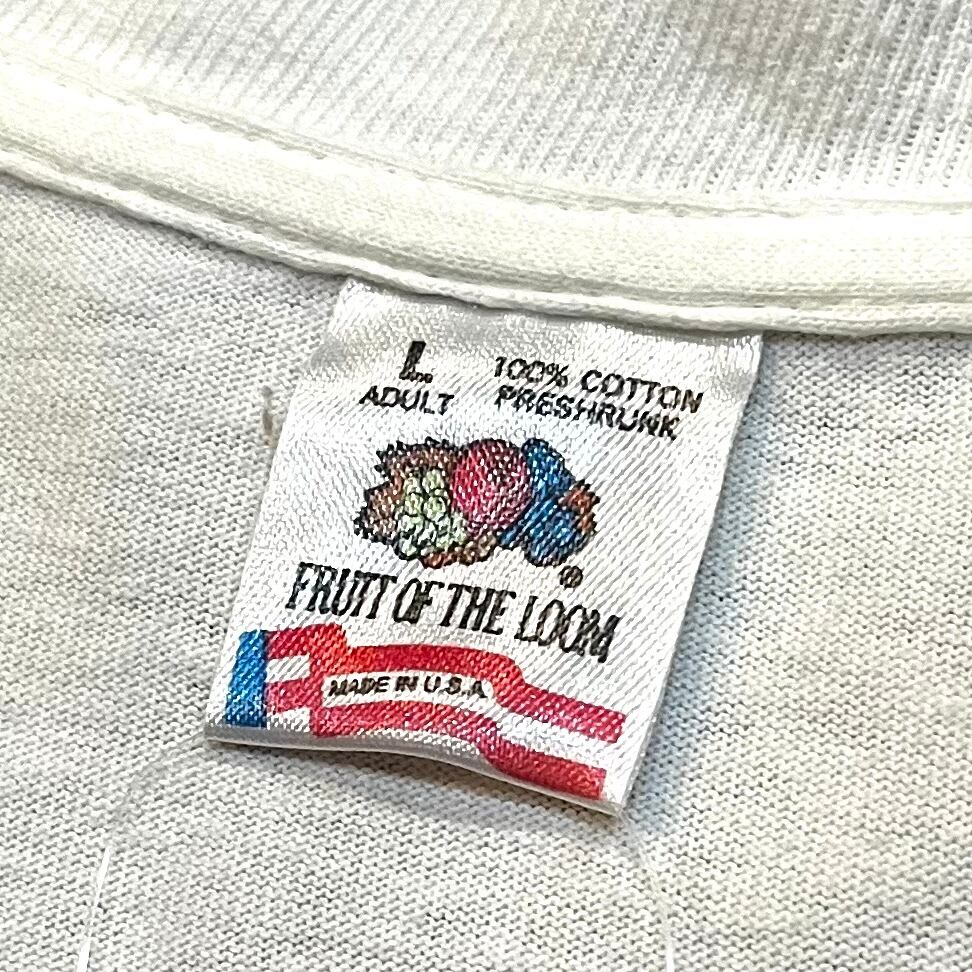 L
ADULT
100% COTTON
PRESHRUNK
®
FRUIT OF THE LOOM
MADE IN U.S.A.